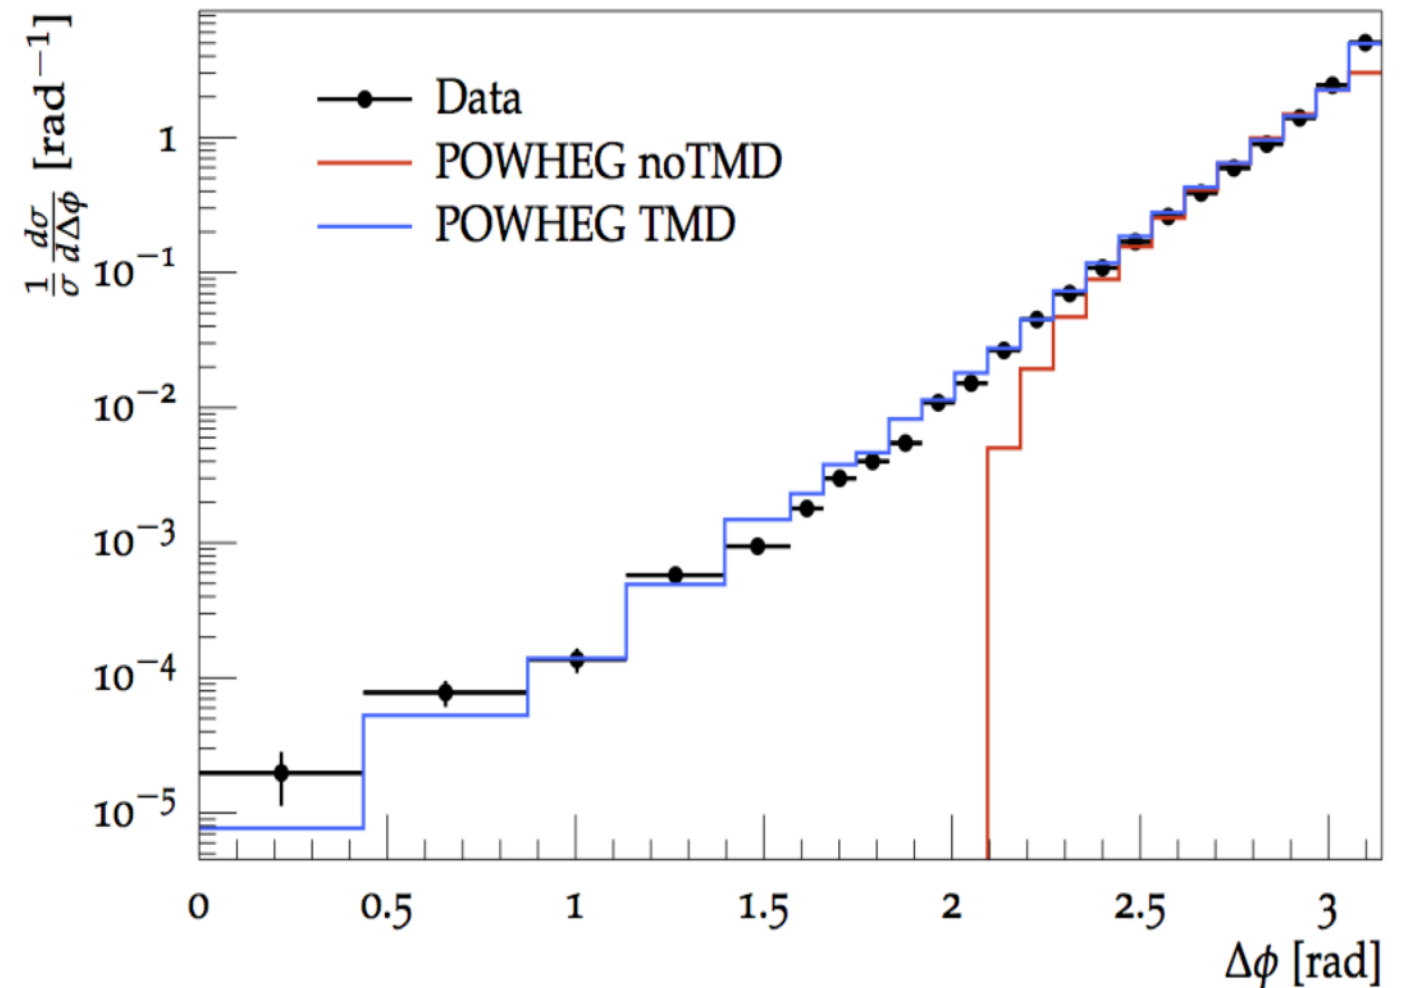 1/σ dσ/dΔϕ [rad⁻¹]
Data
POWHEG noTMD
POWHEG TMD
1
10⁻¹
10⁻²
10⁻³
10⁻⁴
10⁻⁵
0 0.5 1 1.5 2 2.5 3
Δϕ [rad]